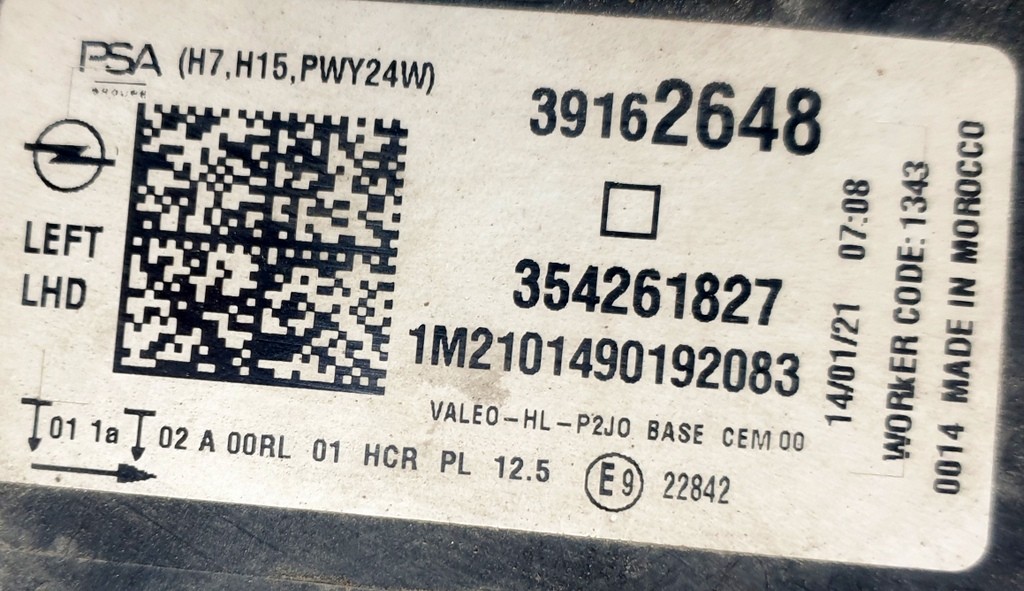 PSA (H7,H15,PWY24W)
GROUPE
39162648
LEFT
LHD
354261827
1M2101490192083
VALEO-HL-P2JO BASE CEM 00
01 1a 02 A 00RL 01 HCR PL 12.5
E9 22842
14/01/21 07:08
WORKER CODE: 1343
0014 MADE IN MOROCCO